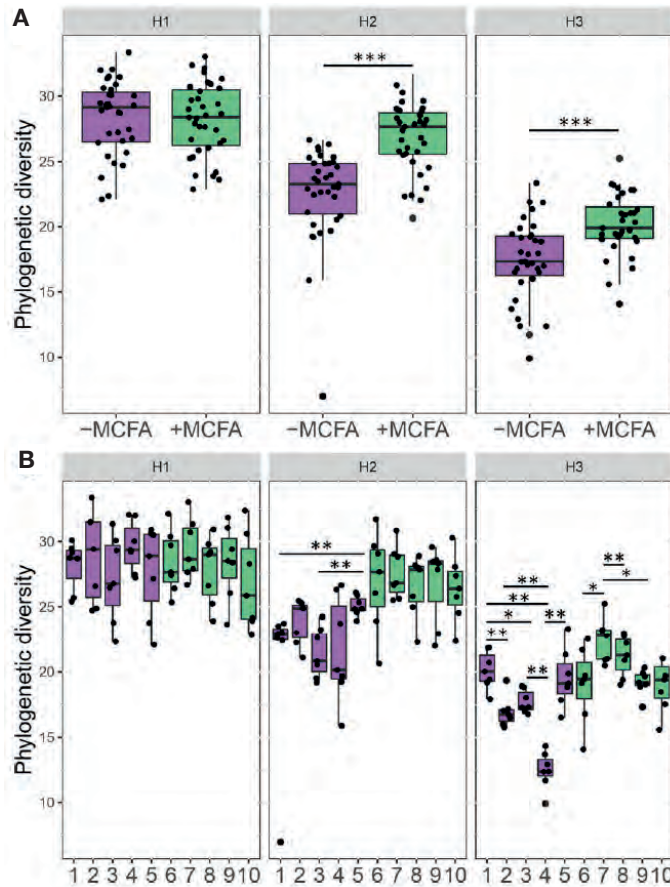 A
H1 H2 H3
*** ***
Phylogenetic diversity
30
25
20
15
10
−MCFA +MCFA −MCFA +MCFA −MCFA +MCFA
B
H1 H2 H3
Phylogenetic diversity
30
25
20
15
10
**
**
**
**
*
**
**
**
*
**
*
1 2 3 4 5 6 7 8 9 10 1 2 3 4 5 6 7 8 9 10 1 2 3 4 5 6 7 8 9 10